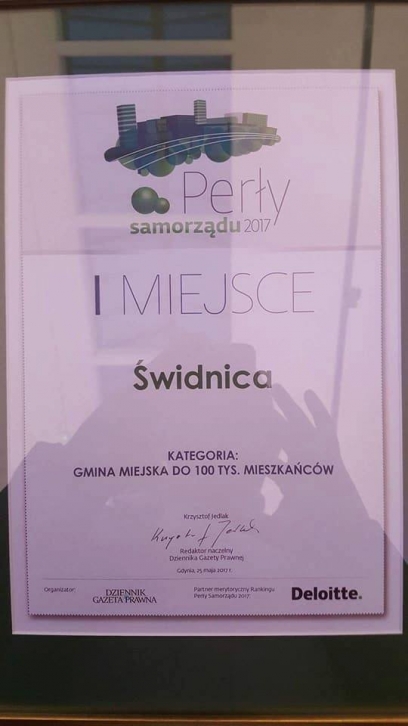 Perły
samorządu 2017
I MIEJSCE
Świdnica
KATEGORIA:
GMINA MIEJSKA DO 100 TYS. MIESZKAŃCÓW
Krzysztof Jedlak
Redaktor naczelny
Dziennika Gazety Prawnej
Gdynia, 25 maja 2017 r.
Organizator:
DZIENNIK
GAZETA PRAWNA
Partner merytoryczny Rankingu
Perły Samorządu 2017:
Deloitte.